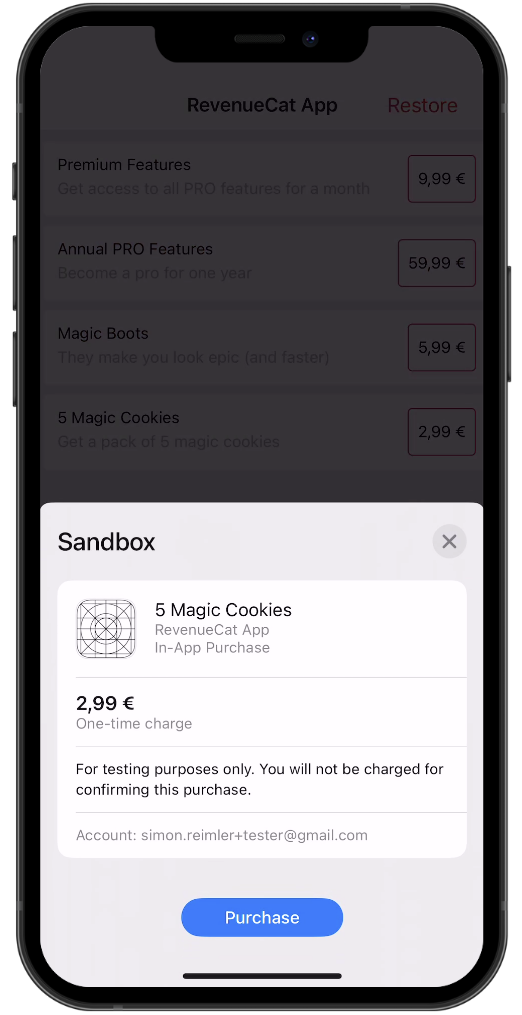 RevenueCat App Restore
Premium Features
Get access to all PRO features for a month
9,99 €
Annual PRO Features
Become a pro for one year
59,99 €
Magic Boots
They make you look epic (and faster)
5,99 €
5 Magic Cookies
Get a pack of 5 magic cookies
2,99 €
Sandbox
5 Magic Cookies
RevenueCat App
In-App Purchase
2,99 €
One-time charge
For testing purposes only. You will not be charged for
confirming this purchase.
Account: simon.reimler+tester@gmail.com
Purchase